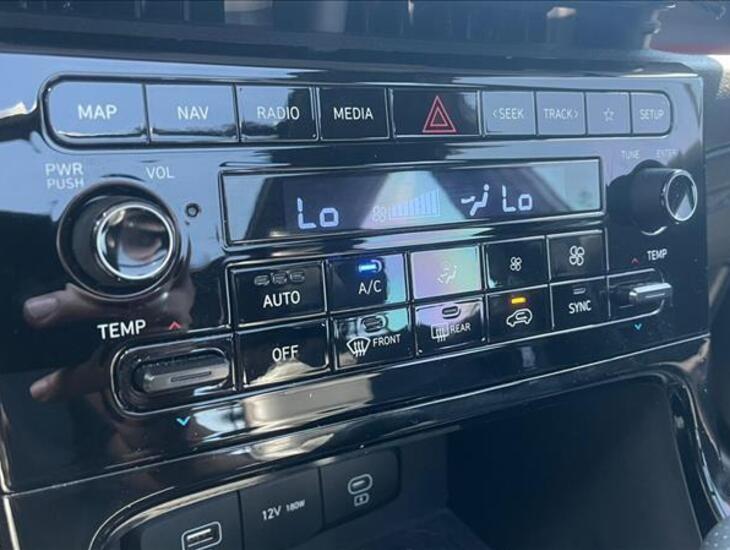 MAP NAV RADIO MEDIA <SEEK TRACK> ☆ SETUP
PWR PUSH VOL TUNE ENTER
Lo Lo
TEMP AUTO A/C TEMP
OFF FRONT REAR SYNC
12V 180W